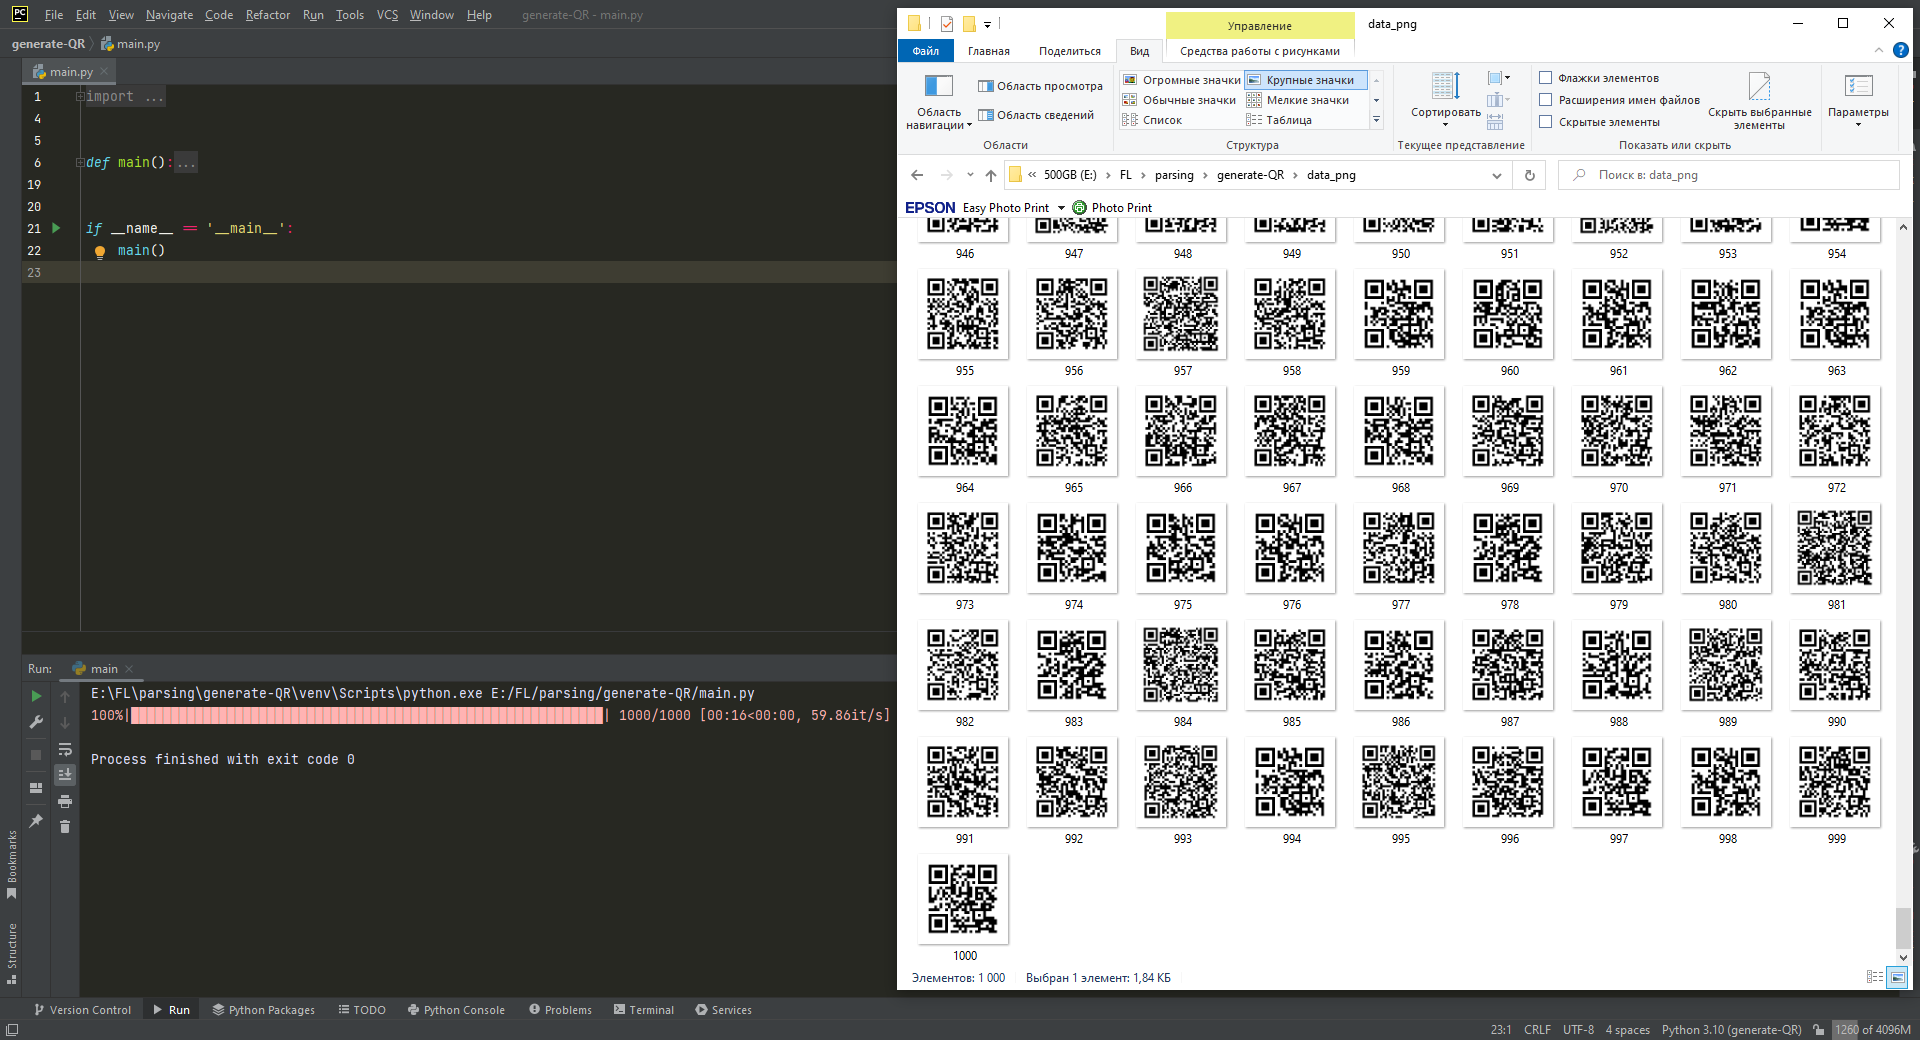 PC File Edit View Navigate Code Refactor Run Tools VCS Window Help generate-QR - main.py
generate-QR main.py
main.py
1 import ...
4
5
6 def main():...
19
20
21 if __name__ == '__main__':
22 main()
23
Run: main
E:\FL\parsing\generate-QR\venv\Scripts\python.exe E:/FL/parsing/generate-QR/main.py
100%| | 1000/1000 [00:16<00:00, 59.86it/s]
Process finished with exit code 0
Bookmarks
Structure
Version Control Run Python Packages TODO Python Console Problems Terminal Services
23:1 CRLF UTF-8 4 spaces Python 3.10 (generate-QR) 1260 of 4096M
Управление data_png
Файл Главная Поделиться Вид Средства работы с рисунками
Область навигации
Область просмотра
Область сведений
Области
Огромные значки Крупные значки
Обычные значки Мелкие значки
Список Таблица
Структура
Сортировать
Текущее представление
Флажки элементов
Расширения имен файлов
Скрытые элементы
Скрыть выбранные элементы
Показать или скрыть
Параметры
« 500GB (E:) › FL › parsing › generate-QR › data_png
Поиск в: data_png
EPSON Easy Photo Print Photo Print
946 947 948 949 950 951 952 953 954
955 956 957 958 959 960 961 962 963
964 965 966 967 968 969 970 971 972
973 974 975 976 977 978 979 980 981
982 983 984 985 986 987 988 989 990
991 992 993 994 995 996 997 998 999
1000
Элементов: 1 000 Выбран 1 элемент: 1,84 КБ